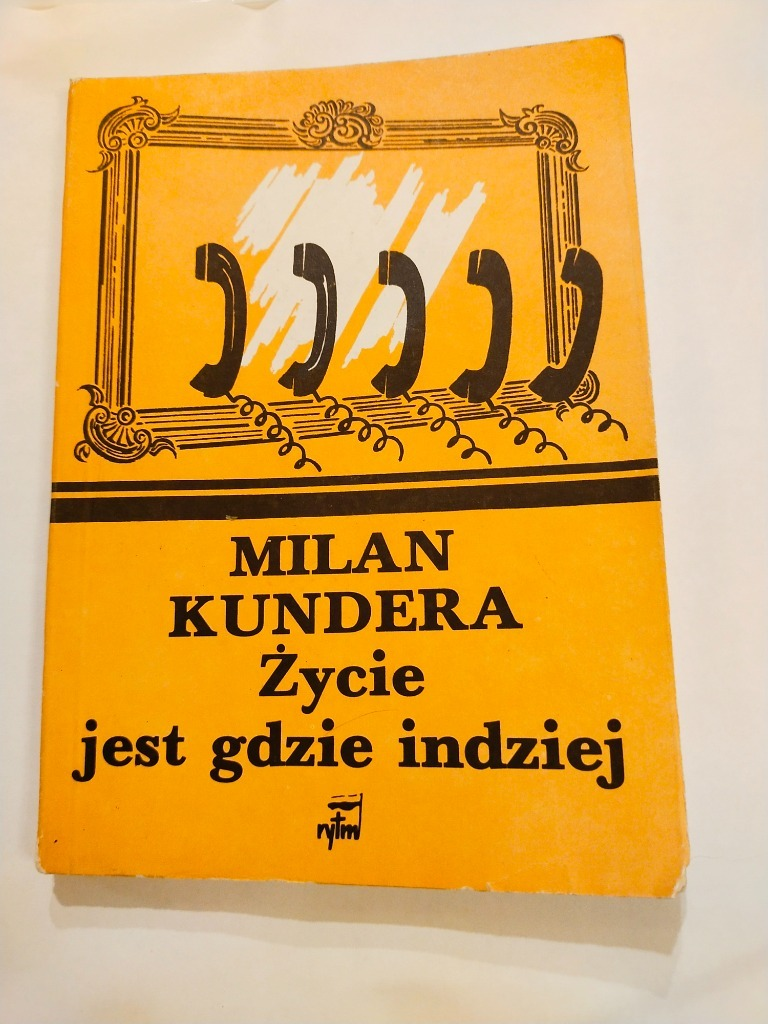 MILAN
KUNDERA
Życie
jest gdzie indziej
rytm